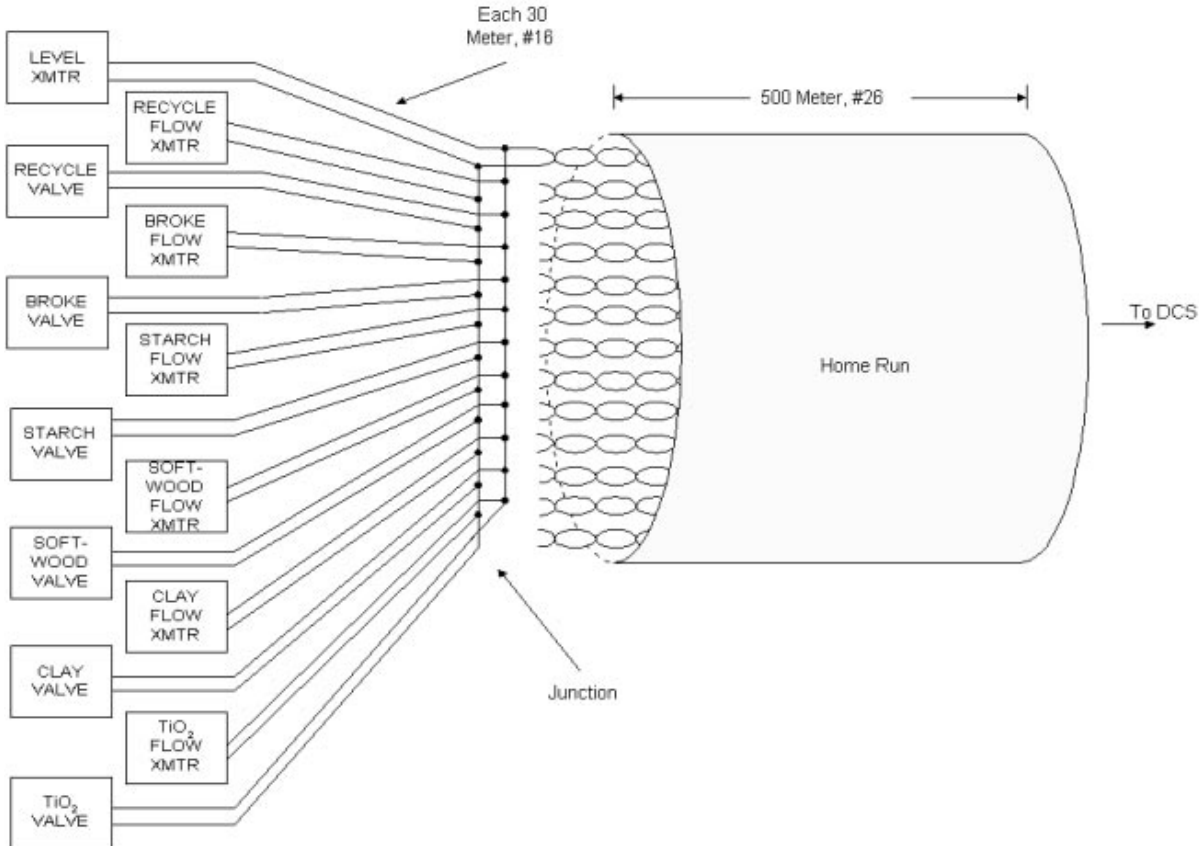 Each 30
Meter, #16
500 Meter, #26
LEVEL
XMTR
RECYCLE
FLOW
XMTR
RECYCLE
VALVE
BROKE
FLOW
XMTR
BROKE
VALVE
STARCH
FLOW
XMTR
STARCH
VALVE
SOFT-
WOOD
FLOW
XMTR
SOFT-
WOOD
VALVE
CLAY
FLOW
XMTR
CLAY
VALVE
TiO2
FLOW
XMTR
TiO2
VALVE
Junction
Home Run
To DCS